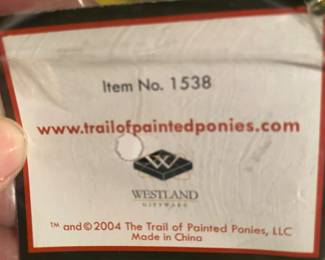 Item No. 1538
www.trailofpaintedponies.com
W
WESTLAND
GIFTWARE
™ and © 2004 The Trail of Painted Ponies, LLC
Made in China